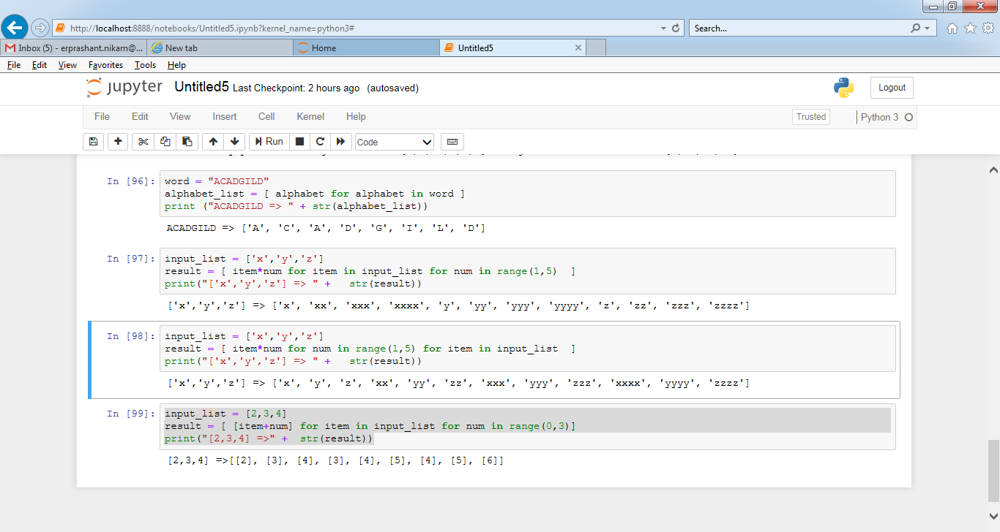 http://localhost:8888/notebooks/Untitled5.ipynb?kernel_name=python3#
Search...
Inbox (5) - erprashant.nikam@...
New tab
Home
Untitled5
File Edit View Favorites Tools Help
jupyter Untitled5 Last Checkpoint: 2 hours ago (autosaved)
Logout
File Edit View Insert Cell Kernel Help
Trusted
Python 3
Run
Code
In [96]: word = "ACADGILD"
alphabet_list = [ alphabet for alphabet in word ]
print ("ACADGILD => " + str(alphabet_list))
ACADGILD => ['A', 'C', 'A', 'D', 'G', 'I', 'L', 'D']
In [97]: input_list = ['x','y','z']
result = [ item*num for item in input_list for num in range(1,5)  ]
print("['x','y','z'] => " +   str(result))
['x','y','z'] => ['x', 'xx', 'xxx', 'xxxx', 'y', 'yy', 'yyy', 'yyyy', 'z', 'zz', 'zzz', 'zzzz']
In [98]: input_list = ['x','y','z']
result = [ item*num for num in range(1,5) for item in input_list  ]
print("['x','y','z'] => " +   str(result))
['x','y','z'] => ['x', 'y', 'z', 'xx', 'yy', 'zz', 'xxx', 'yyy', 'zzz', 'xxxx', 'yyyy', 'zzzz']
In [99]: input_list = [2,3,4]
result = [ [item+num] for item in input_list for num in range(0,3)]
print("[2,3,4] =>" +  str(result))
[2,3,4] =>[[2], [3], [4], [3], [4], [5], [4], [5], [6]]